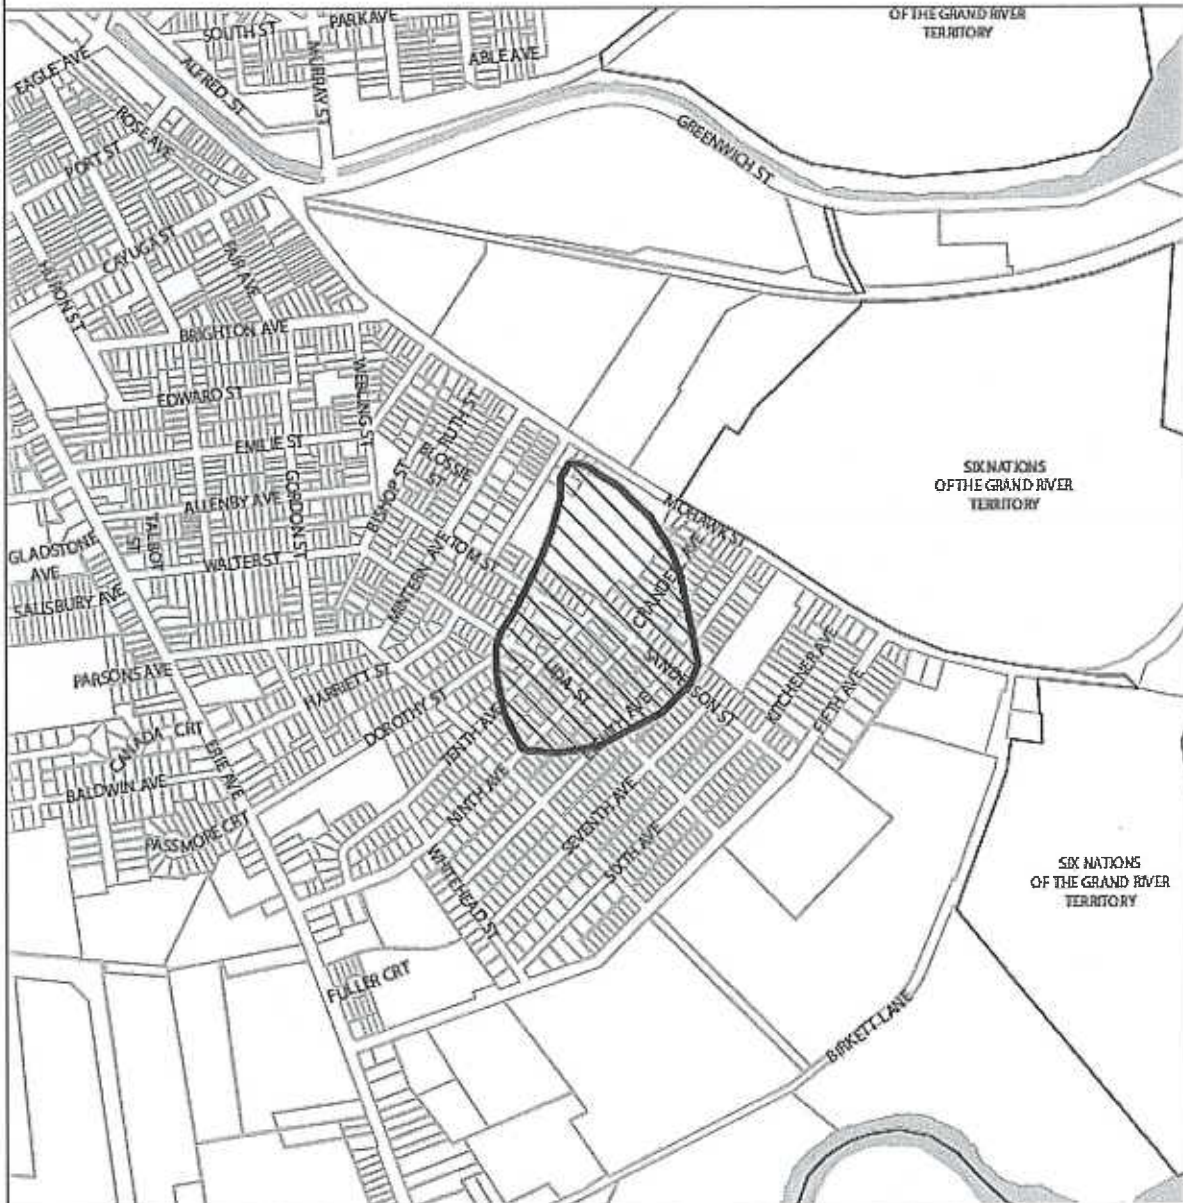 OF THE GRAND RIVER
TERRITORY
SOUTH ST
PARK AVE
MURRAY ST
ABLE AVE
EAGLE AVE
ALFRED ST
ROSE AVE
PORT ST
GREENWICH ST
CAYUGA ST
FAIR AVE
HURON ST
BRIGHTON AVE
WEBLING ST
EDWARD ST
RUTH ST
EMILIE ST
BLOSSIE
ST
SIX NATIONS
OF THE GRAND RIVER
TERRITORY
GORDON ST
BISHOP ST
ALLENBY AVE
MOHAWK ST
TALBOT
ST
GLADSTONE
AVE
WALTER ST
TOM ST
MINTERN AVE
SALISBURY AVE
PARSONS AVE
HARRIETT ST
LIDA ST
KITCHENER AVE
FIFTH AVE
DOROTHY ST
TENTH AVE
CANADA CRT
ERIE AVE
BALDWIN AVE
NINTH AVE
SEVENTH AVE
PASSMORE CRT
SIXTH AVE
WHITEHEAD ST
SIX NATIONS
OF THE GRAND RIVER
TERRITORY
FULLER CRT
BIRKETT LANE